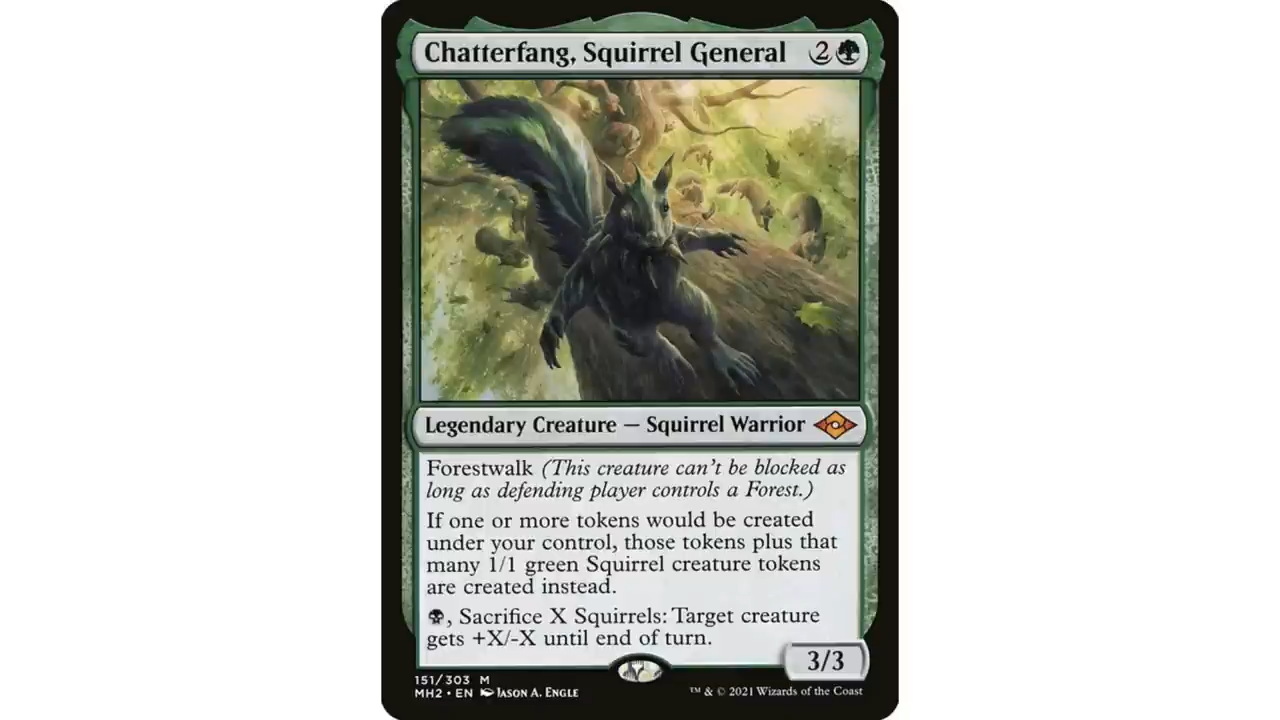 Chatterfang, Squirrel General 2
Legendary Creature — Squirrel Warrior
Forestwalk (This creature can't be blocked as
long as defending player controls a Forest.)
If one or more tokens would be created
under your control, those tokens plus that
many 1/1 green Squirrel creature tokens
are created instead.
, Sacrifice X Squirrels: Target creature
gets +X/-X until end of turn.
3/3
151/303 M
MH2 • EN Jason A. Engle
™ & © 2021 Wizards of the Coast